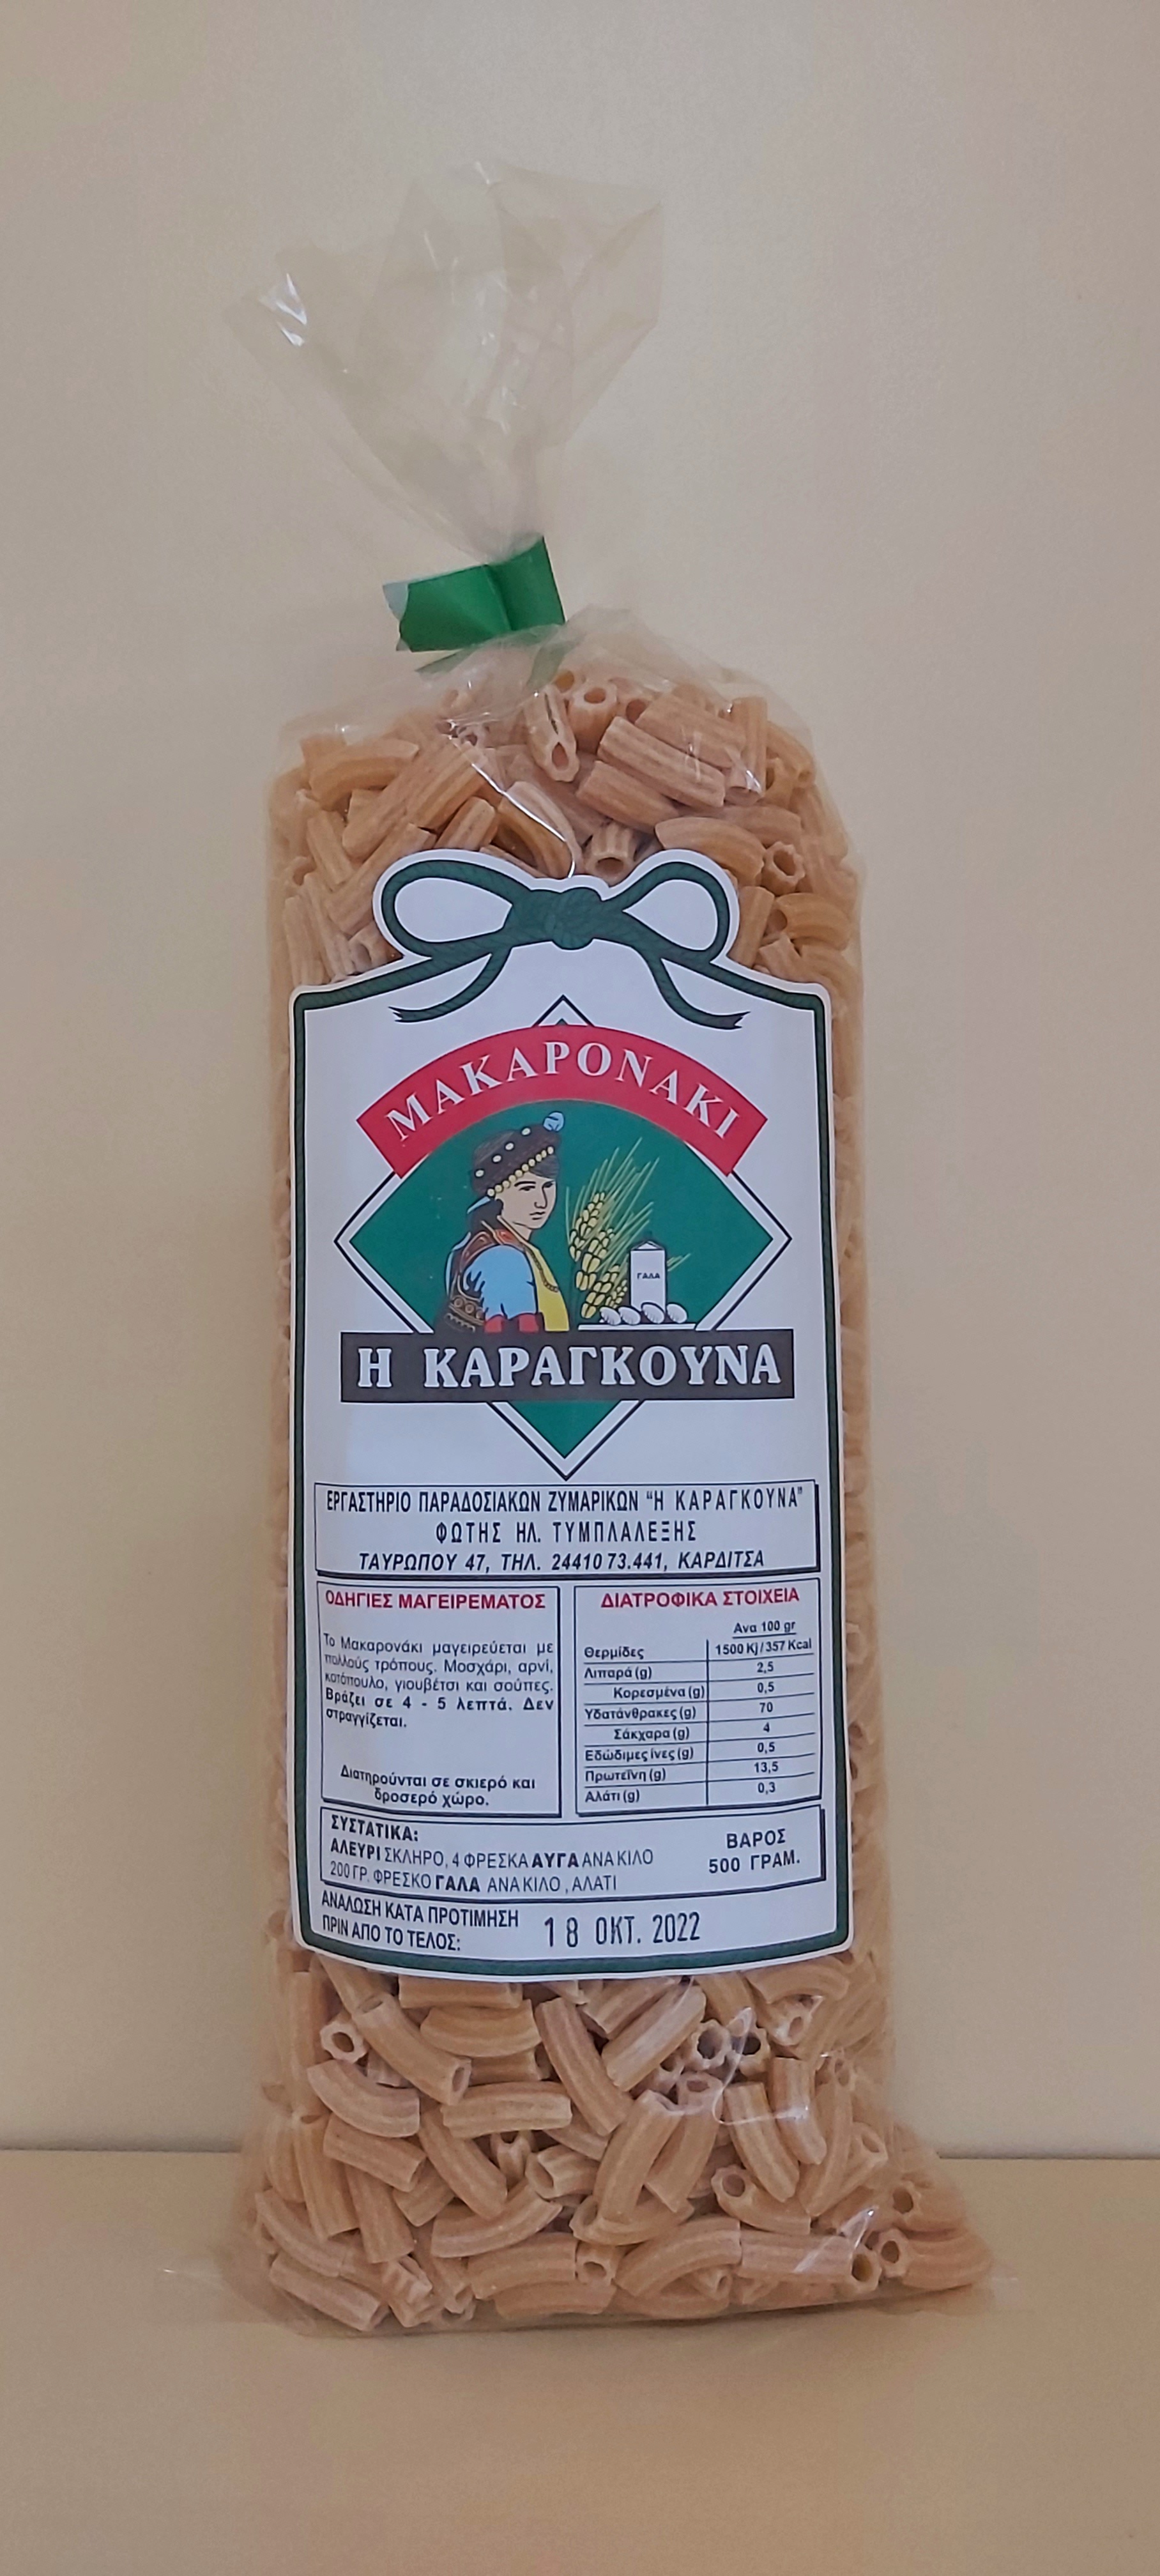 ΜΑΚΑΡΟΝΑΚΙ
ΓΑΛΑ
Η ΚΑΡΑΓΚΟΥΝΑ
ΕΡΓΑΣΤΗΡΙΟ ΠΑΡΑΔΟΣΙΑΚΩΝ ΖΥΜΑΡΙΚΩΝ “Η ΚΑΡΑΓΚΟΥΝΑ”
ΦΩΤΗΣ ΗΛ. ΤΥΜΠΛΑΛΕΞΗΣ
ΤΑΥΡΩΠΟΥ 47, ΤΗΛ. 24410 73.441, ΚΑΡΔΙΤΣΑ
ΟΔΗΓΙΕΣ ΜΑΓΕΙΡΕΜΑΤΟΣ
Το Μακαρονάκι μαγειρεύεται με
πολλούς τρόπους. Μοσχάρι, αρνί,
κοτόπουλο, γιουβέτσι και σούπες.
Βράζει σε 4 - 5 λεπτά. Δεν
στραγγίζεται.
Διατηρούνται σε σκιερό και
δροσερό χώρο.
ΔΙΑΤΡΟΦΙΚΑ ΣΤΟΙΧΕΙΑ
Ανα 100 gr
Θερμίδες 1500 Kj / 357 Kcal
Λιπαρά (g) 2,5
Κορεσμένα (g) 0,5
Υδατάνθρακες (g) 70
Σάκχαρα (g) 4
Εδώδιμες ίνες (g) 0,5
Πρωτεΐνη (g) 13,5
Αλάτι (g) 0,3
ΣΥΣΤΑΤΙΚΑ:
ΑΛΕΥΡΙ ΣΚΛΗΡΟ, 4 ΦΡΕΣΚΑ ΑΥΓΑ ΑΝΑ ΚΙΛΟ
200 ΓΡ. ΦΡΕΣΚΟ ΓΑΛΑ ΑΝΑ ΚΙΛΟ , ΑΛΑΤΙ
ΒΑΡΟΣ
500 ΓΡΑΜ.
ΑΝΑΛΩΣΗ ΚΑΤΑ ΠΡΟΤΙΜΗΣΗ
ΠΡΙΝ ΑΠΟ ΤΟ ΤΕΛΟΣ:
18 ΟΚΤ. 2022